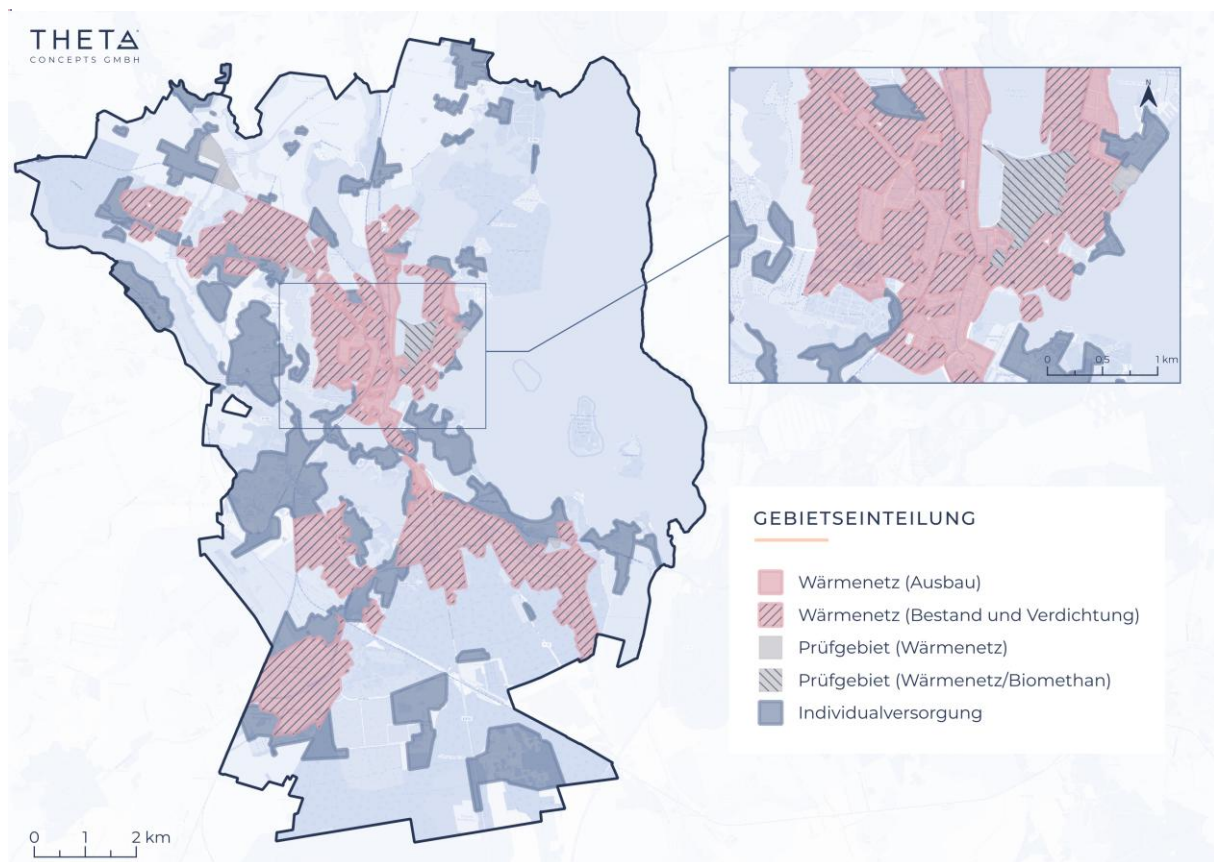 THETA
CONCEPTS GMBH
N
0 0.5 1 km
GEBIETSEINTEILUNG
Wärmenetz (Ausbau)
Wärmenetz (Bestand und Verdichtung)
Prüfgebiet (Wärmenetz)
Prüfgebiet (Wärmenetz/Biomethan)
Individualversorgung
0 1 2 km